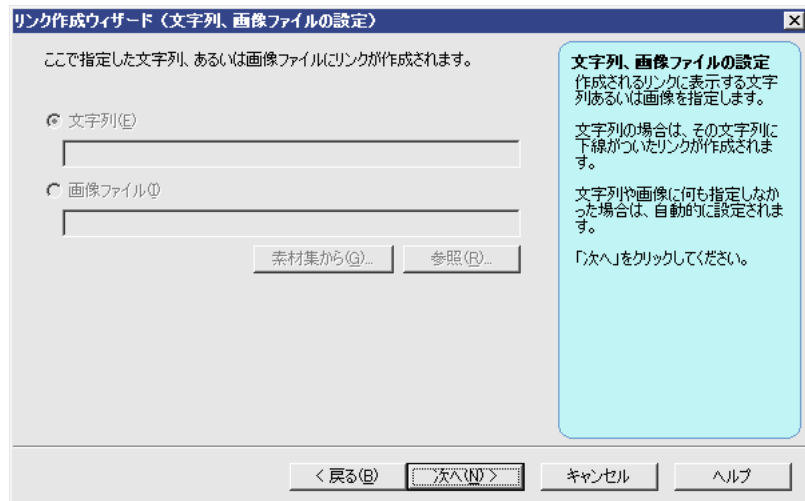 リンク作成ウィザード（文字列、画像ファイルの設定）
ここで指定した文字列、あるいは画像ファイルにリンクが作成されます。
文字列(E)
画像ファイル(I)
素材集から(G)...
参照(R)...
文字列、画像ファイルの設定
作成されるリンクに表示する文字
列あるいは画像を指定します。
文字列の場合は、その文字列に
下線がついたリンクが作成されま
す。
文字列や画像に何も指定しなか
った場合は、自動的に設定されま
す。
「次へ」をクリックしてください。
< 戻る(B)
次へ(N) >
キャンセル
ヘルプ